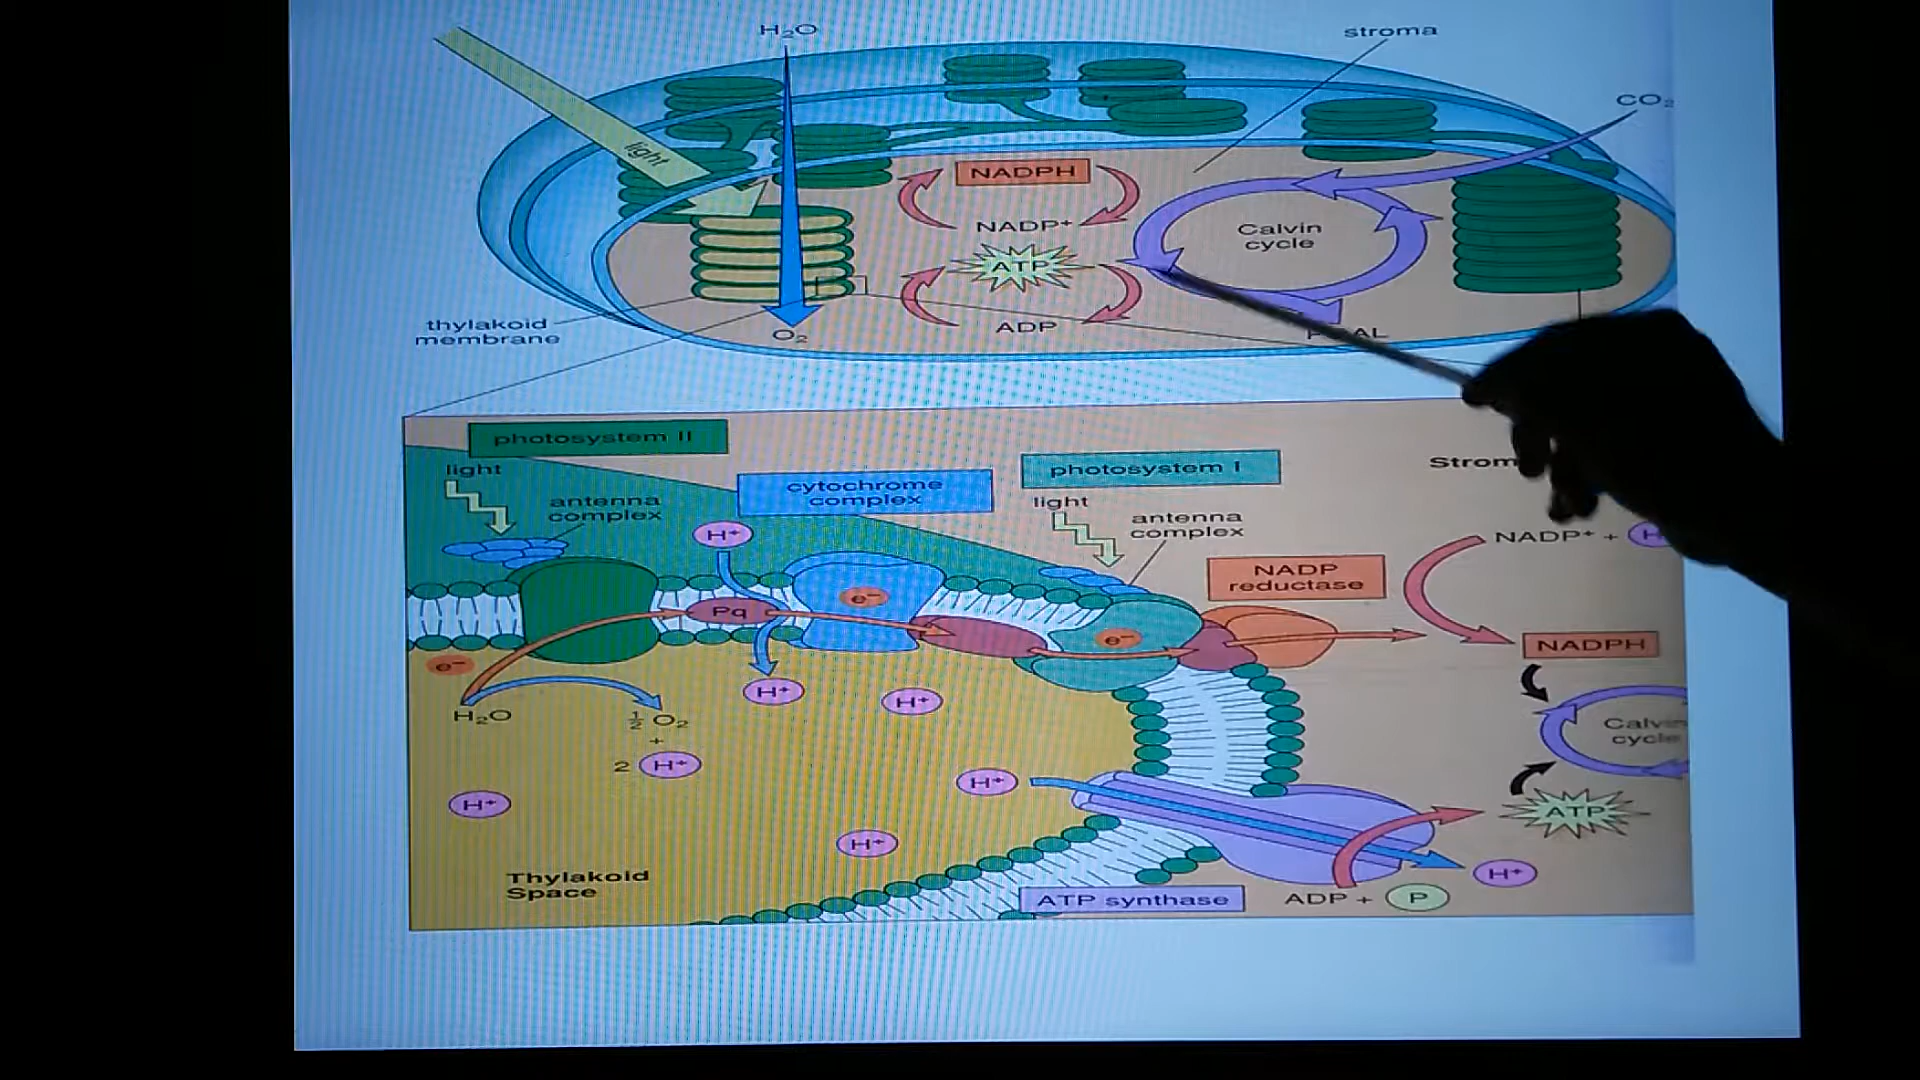 H₂O
stroma
CO₂
light
NADPH
NADP⁺
Calvin
cycle
ATP
ADP
thylakoid
membrane
O₂
photosystem II
light
antenna
complex
cytochrome
complex
H⁺
photosystem I
light
antenna
complex
NADP
reductase
NADP⁺ +
Pq
e⁻
e⁻
e⁻
NADPH
H₂O
½ O₂
+
2 H⁺
H⁺
H⁺
H⁺
H⁺
H⁺
Calvin
cycle
ATP
H⁺
Thylakoid
Space
ATP synthase
ADP + P